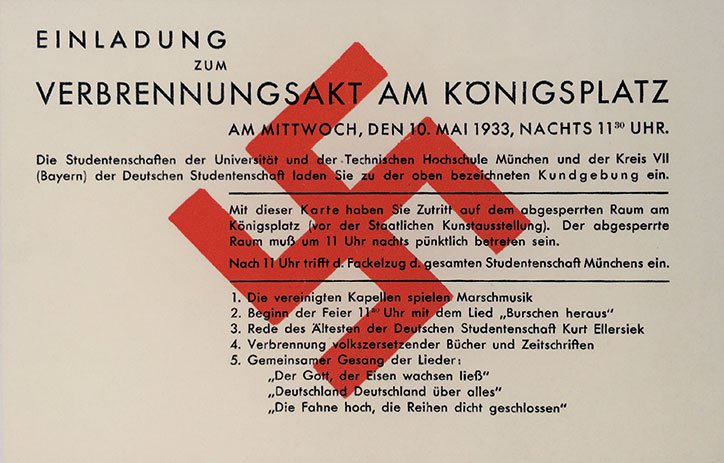 EINLADUNG
ZUM
VERBRENNUNGSAKT AM KÖNIGSPLATZ
AM MITTWOCH, DEN 10. MAI 1933, NACHTS 11³⁰ UHR.
Die Studentenschaften der Universität und der Technischen Hochschule München und der Kreis VII
(Bayern) der Deutschen Studentenschaft laden Sie zu der oben bezeichneten Kundgebung ein.
Mit dieser Karte haben Sie Zutritt auf dem abgesperrten Raum am
Königsplatz (vor der Staatlichen Kunstausstellung). Der abgesperrte
Raum muß um 11 Uhr nachts pünktlich betreten sein.
Nach 11 Uhr trifft d. Fackelzug d. gesamten Studentenschaft Münchens ein.
1. Die vereinigten Kapellen spielen Marschmusik
2. Beginn der Feier 11³⁰ Uhr mit dem Lied „Burschen heraus"
3. Rede des Ältesten der Deutschen Studentenschaft Kurt Ellersiek
4. Verbrennung volkszersetzender Bücher und Zeitschriften
5. Gemeinsamer Gesang der Lieder:
„Der Gott, der Eisen wachsen ließ"
„Deutschland Deutschland über alles"
„Die Fahne hoch, die Reihen dicht geschlossen"